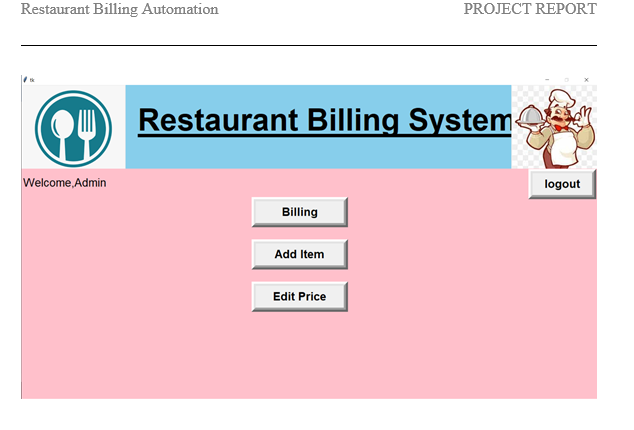 Restaurant Billing Automation PROJECT REPORT
tk
Restaurant Billing System
Welcome,Admin
logout
Billing
Add Item
Edit Price